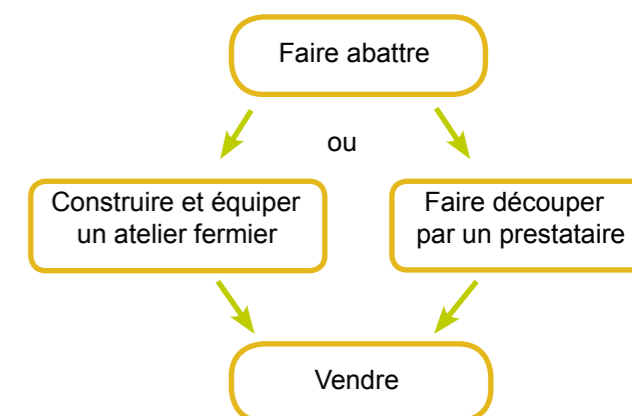 Faire abattre
ou
Construire et équiper
un atelier fermier
Faire découper
par un prestataire
Vendre